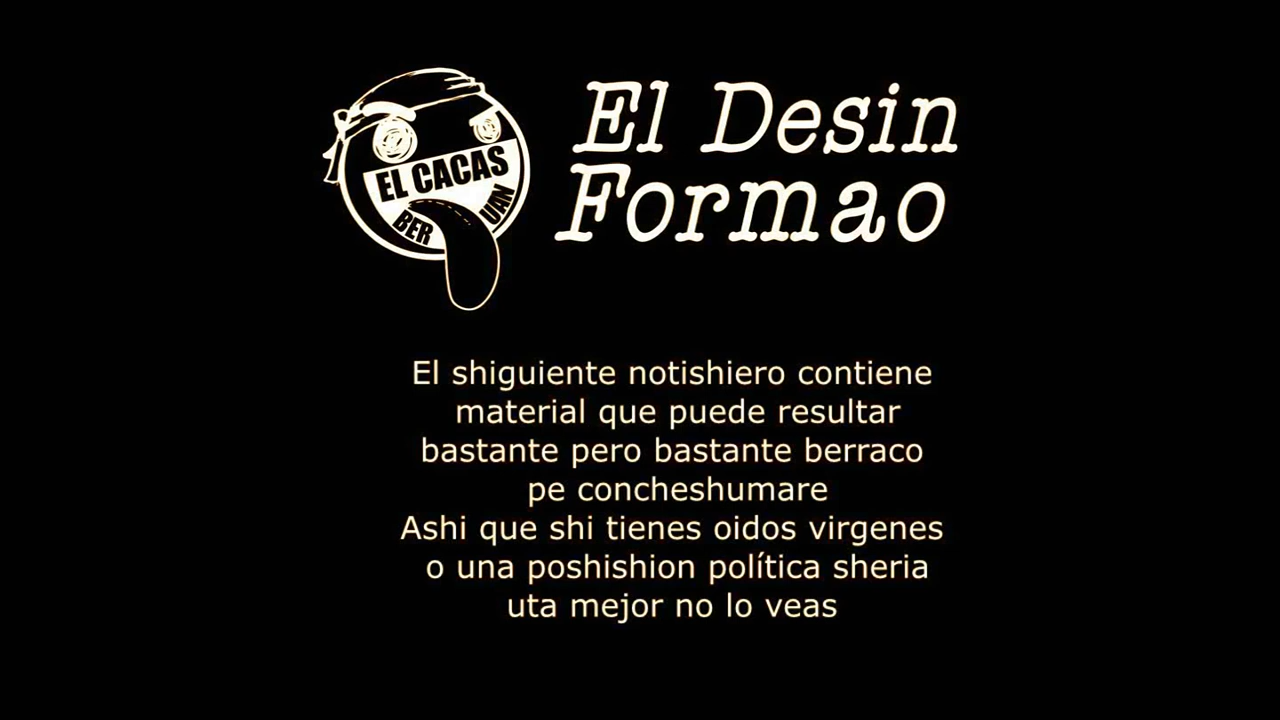 EL CACAS
BER UAN
El Desin
Formao
El shiguiente notishiero contiene
material que puede resultar
bastante pero bastante berraco
pe concheshumare
Ashi que shi tienes oidos virgenes
o una poshishion política sheria
uta mejor no lo veas